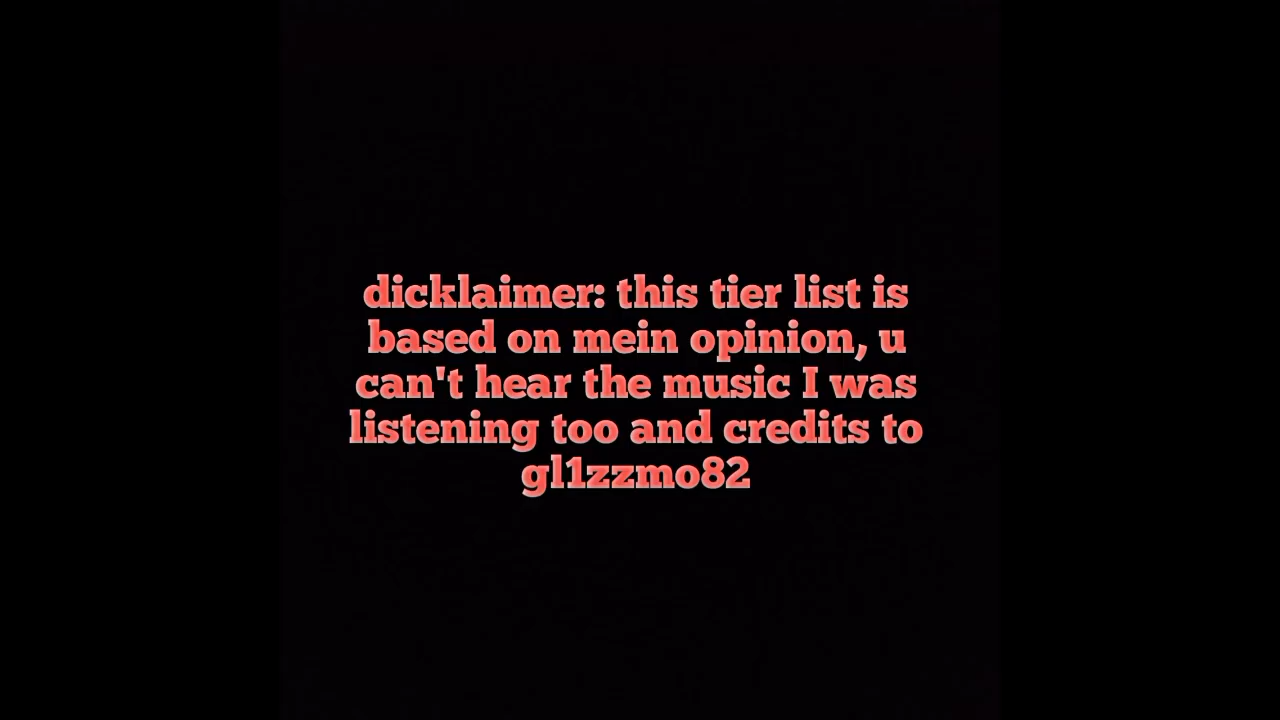 dicklaimer: this tier list is
based on mein opinion, u
can't hear the music I was
listening too and credits to
gl1zzmo82